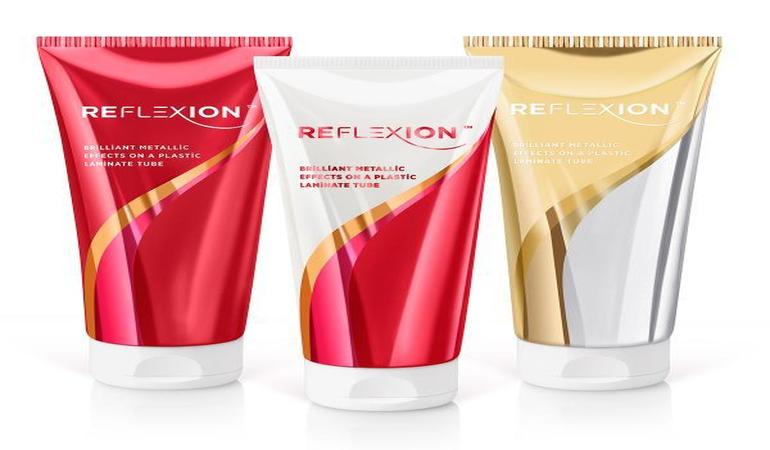 REFLEXION™
BRILLIANT METALLIC
EFFECTS ON A PLASTIC
LAMINATE TUBE
REFLEXION™
BRILLIANT METALLIC
EFFECTS ON A PLASTIC
LAMINATE TUBE
REFLEXION™
BRILLIANT METALLIC
EFFECTS ON A PLASTIC
LAMINATE TUBE